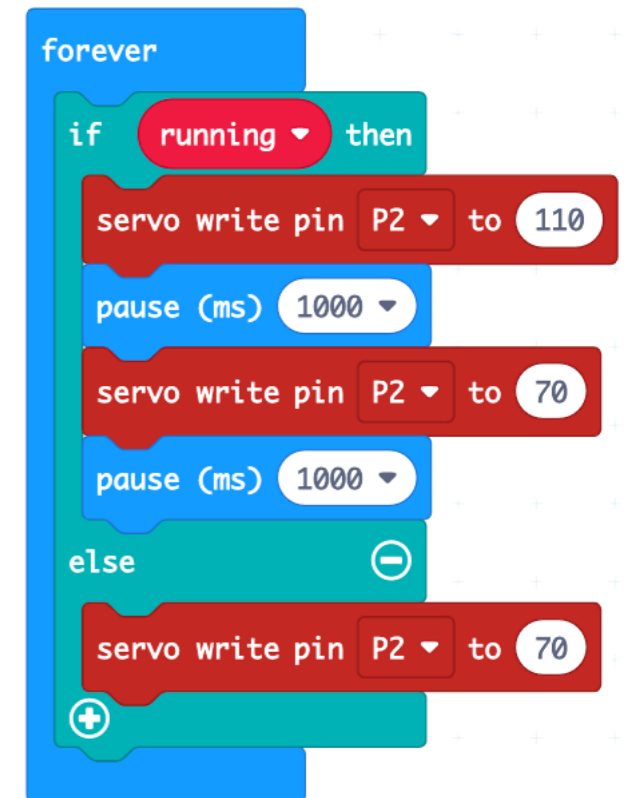 forever
if running then
servo write pin P2 to 110
pause (ms) 1000
servo write pin P2 to 70
pause (ms) 1000
else
servo write pin P2 to 70